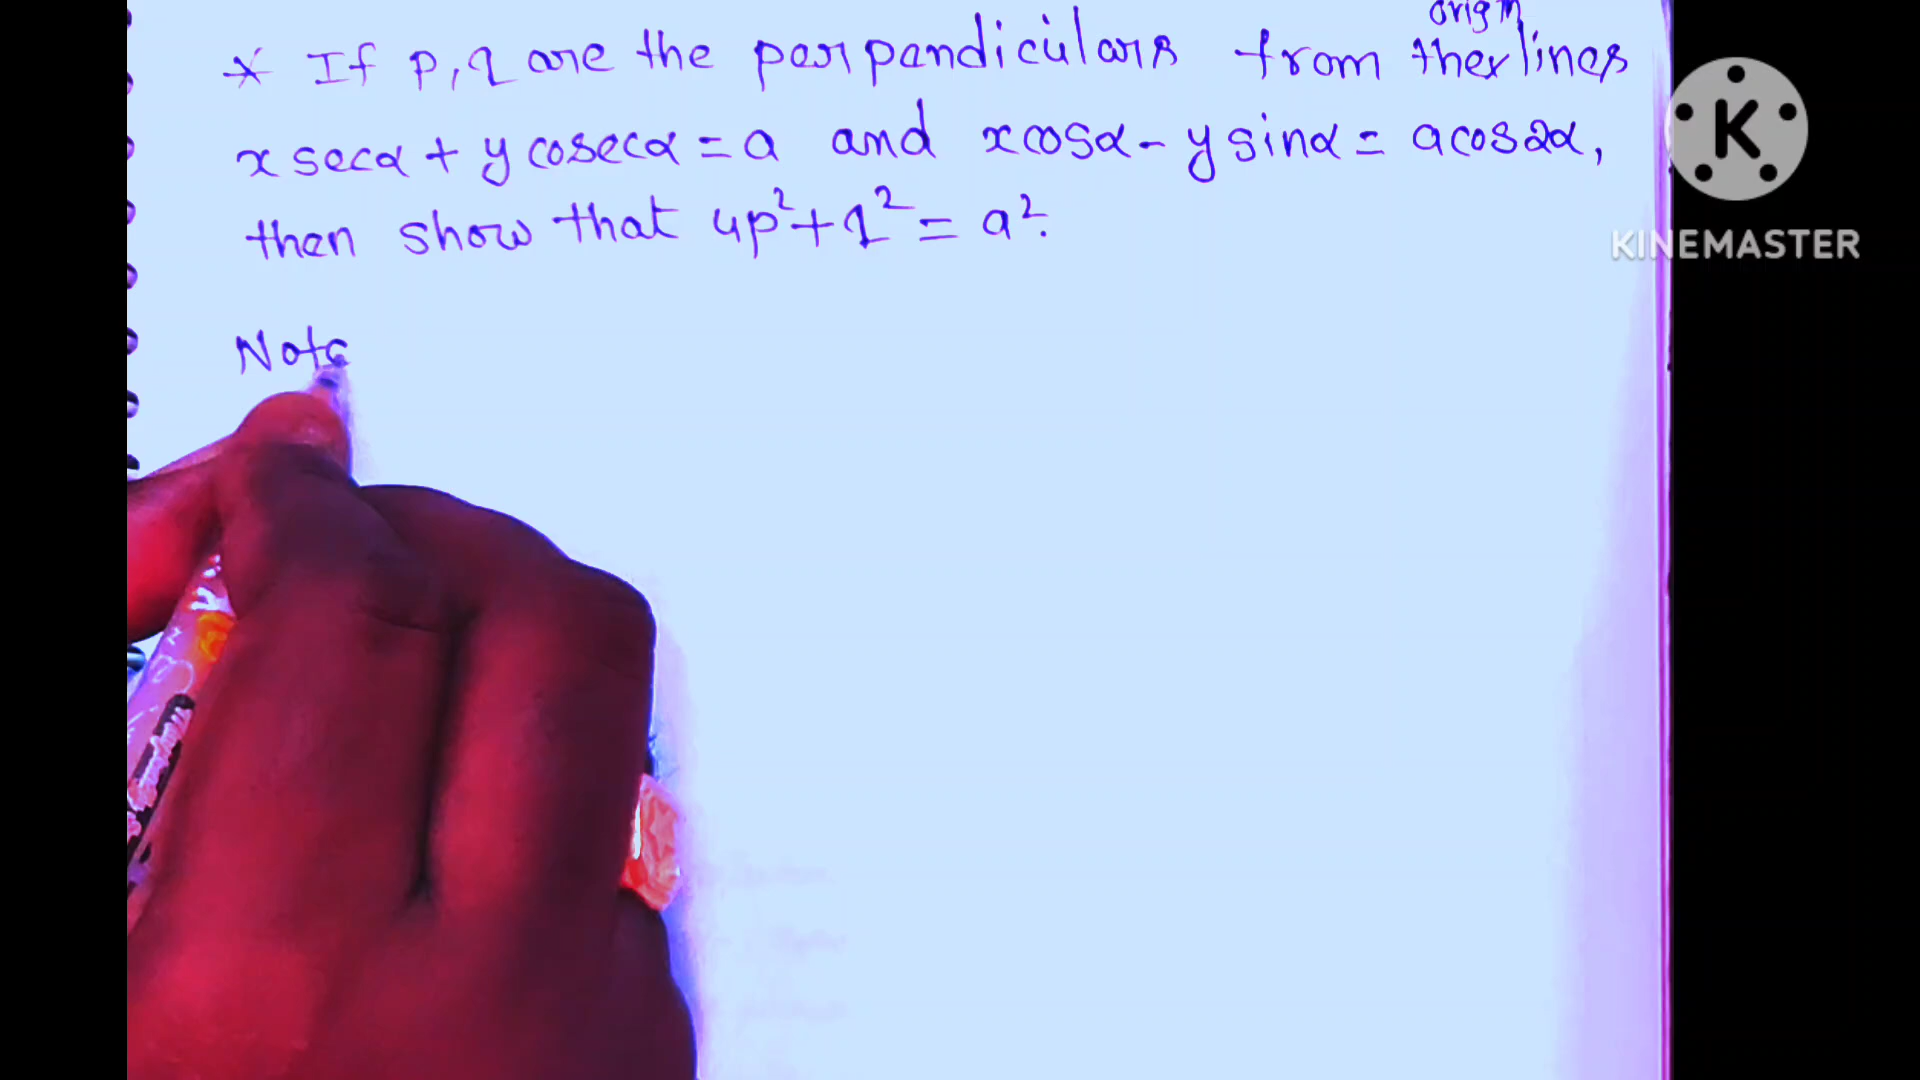 origin
* If p, q are the perpendiculars from the lines
x secα + y cosecα = a and x cosα - y sinα = a cos2α,
then show that 4p² + q² = a².
Note
K
KINEMASTER